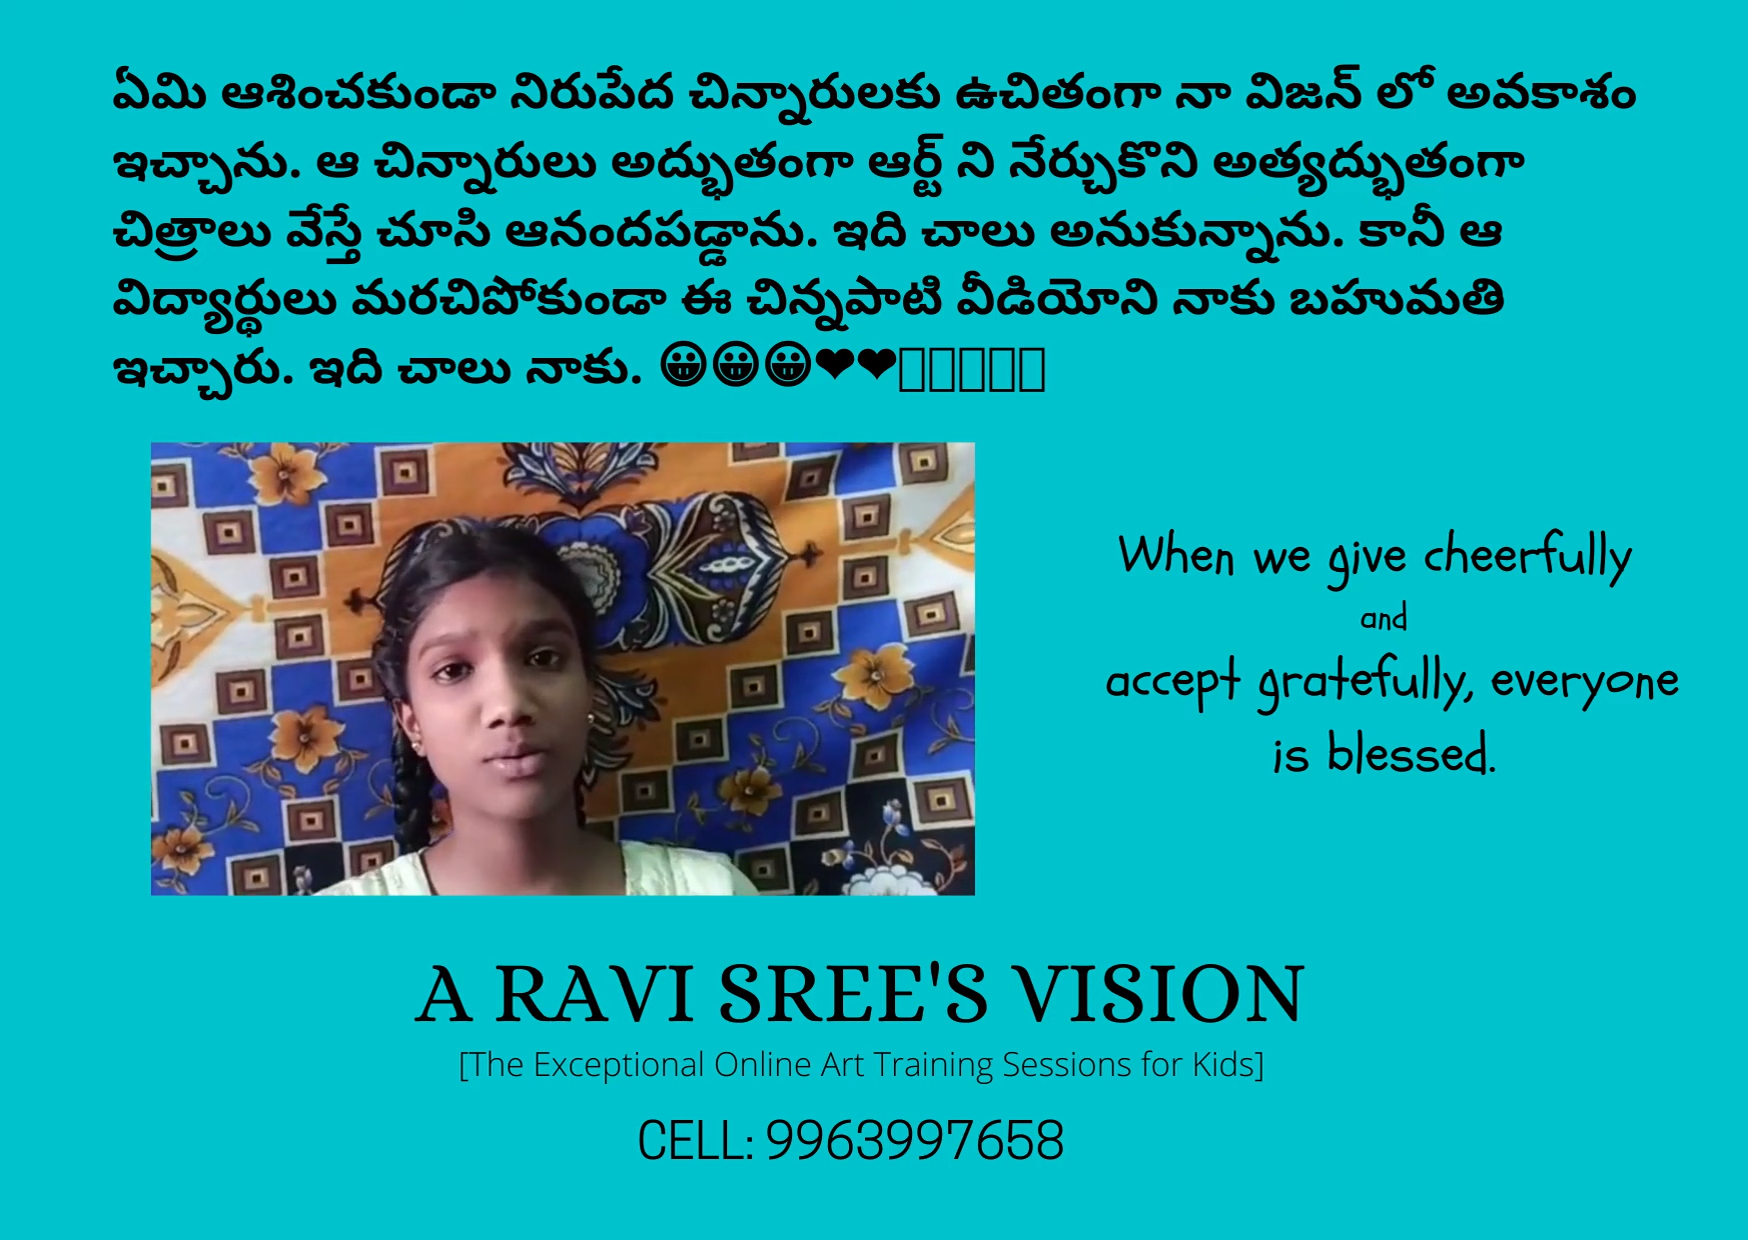 ఏమి ఆశించకుండా నిరుపేద చిన్నారులకు ఉచితంగా నా విజన్ లో అవకాశం
ఇచ్చాను. ఆ చిన్నారులు అద్భుతంగా ఆర్ట్ ని నేర్చుకొని అత్యద్భుతంగా
చిత్రాలు వేస్తే చూసి ఆనందపడ్డాను. ఇది చాలు అనుకున్నాను. కానీ ఆ
విద్యార్థులు మరచిపోకుండా ఈ చిన్నపాటి వీడియోని నాకు బహుమతి
ఇచ్చారు. ఇది చాలు నాకు. 😀😀😀❤❤
When we give cheerfully
and
accept gratefully, everyone
is blessed.
A RAVI SREE'S VISION
[The Exceptional Online Art Training Sessions for Kids]
CELL: 9963997658